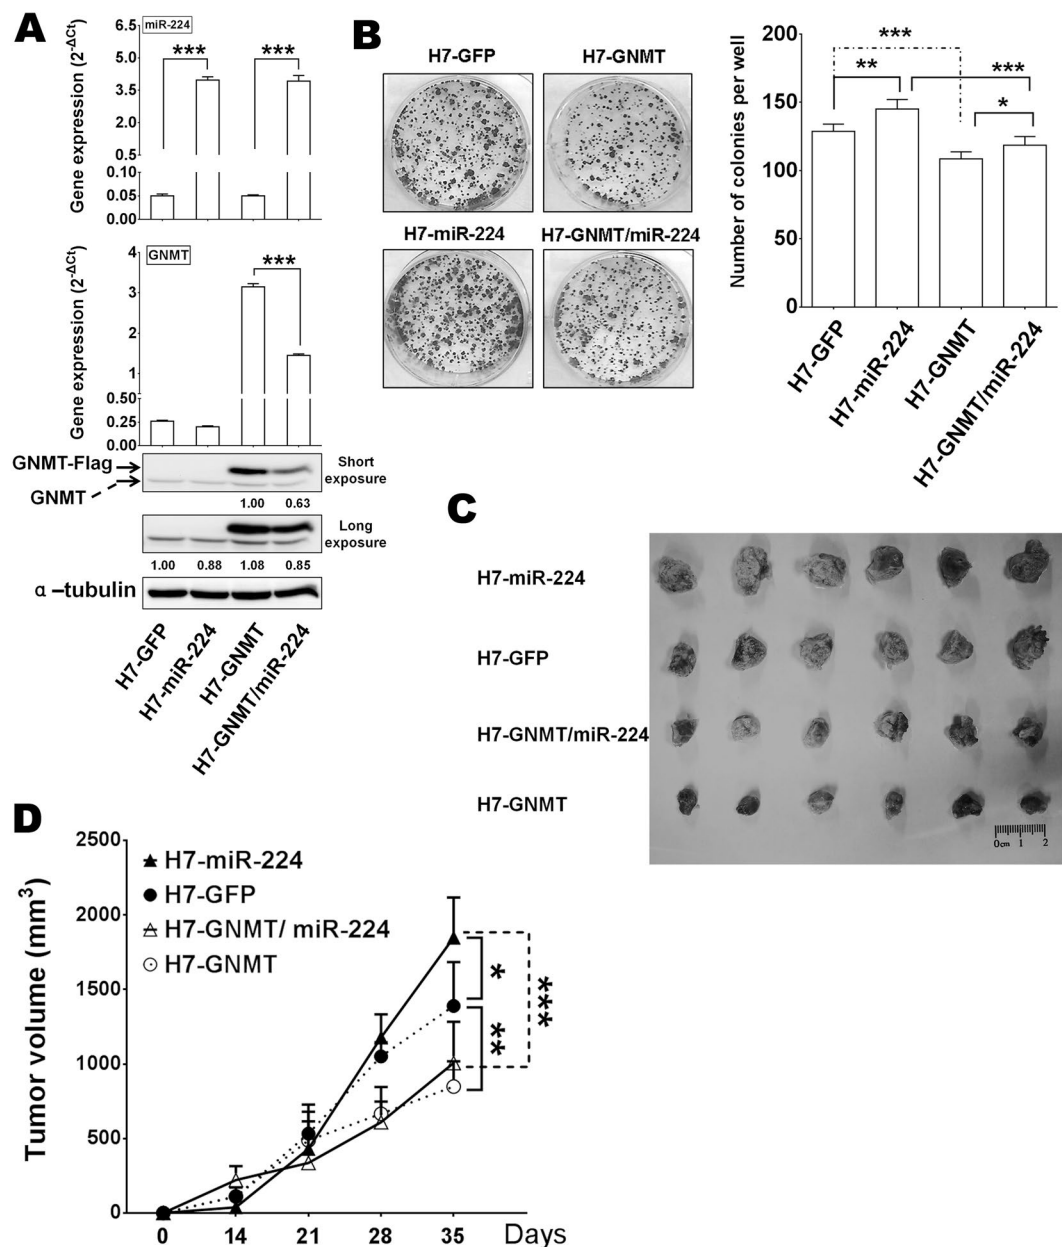 A
miR-224
Gene expression (2-ΔCt)
6.5
5.0
3.5
2.0
0.5
0.10
0.05
0.00
***
***
GNMT
Gene expression (2-ΔCt)
4
3
2
1
0.50
0.25
0.00
***
GNMT-Flag
GNMT
Short
exposure
1.00 0.63
Long
exposure
1.00 0.88 1.08 0.85
α-tubulin
H7-GFP
H7-miR-224
H7-GNMT
H7-GNMT/miR-224
B
H7-GFP
H7-GNMT
H7-miR-224
H7-GNMT/miR-224
Number of colonies per well
200
150
100
50
0
***
**
***
*
H7-GFP
H7-miR-224
H7-GNMT
H7-GNMT/miR-224
C
H7-miR-224
H7-GFP
H7-GNMT/miR-224
H7-GNMT
0cm 1 2
D
Tumor volume (mm3)
2500
2000
1500
1000
500
0
H7-miR-224
H7-GFP
H7-GNMT/ miR-224
H7-GNMT
*
**
***
0 14 21 28 35 Days